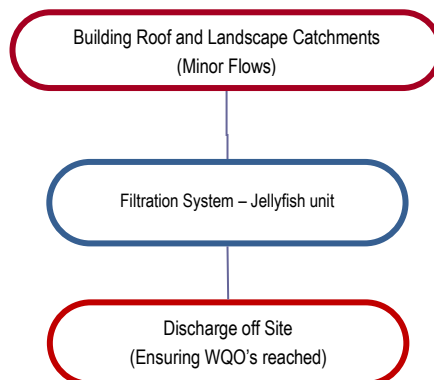 Building Roof and Landscape Catchments
(Minor Flows)
Filtration System – Jellyfish unit
Discharge off Site
(Ensuring WQO's reached)